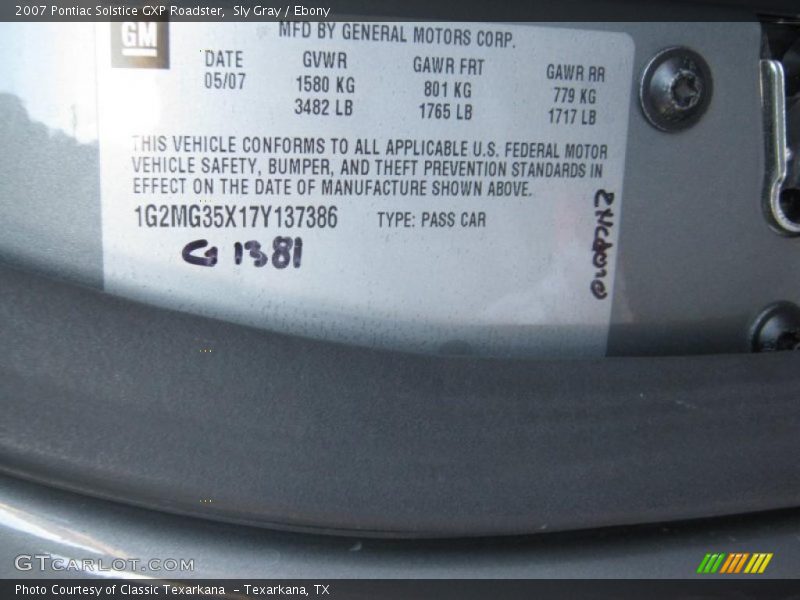 2007 Pontiac Solstice GXP Roadster, Sly Gray / Ebony
GM
MFD BY GENERAL MOTORS CORP.
DATE GVWR GAWR FRT GAWR RR
05/07 1580 KG 801 KG 779 KG
3482 LB 1765 LB 1717 LB
THIS VEHICLE CONFORMS TO ALL APPLICABLE U.S. FEDERAL MOTOR
VEHICLE SAFETY, BUMPER, AND THEFT PREVENTION STANDARDS IN
EFFECT ON THE DATE OF MANUFACTURE SHOWN ABOVE.
1G2MG35X17Y137386 TYPE: PASS CAR
G1381
GTCARLOT.COM
Photo Courtesy of Classic Texarkana - Texarkana, TX